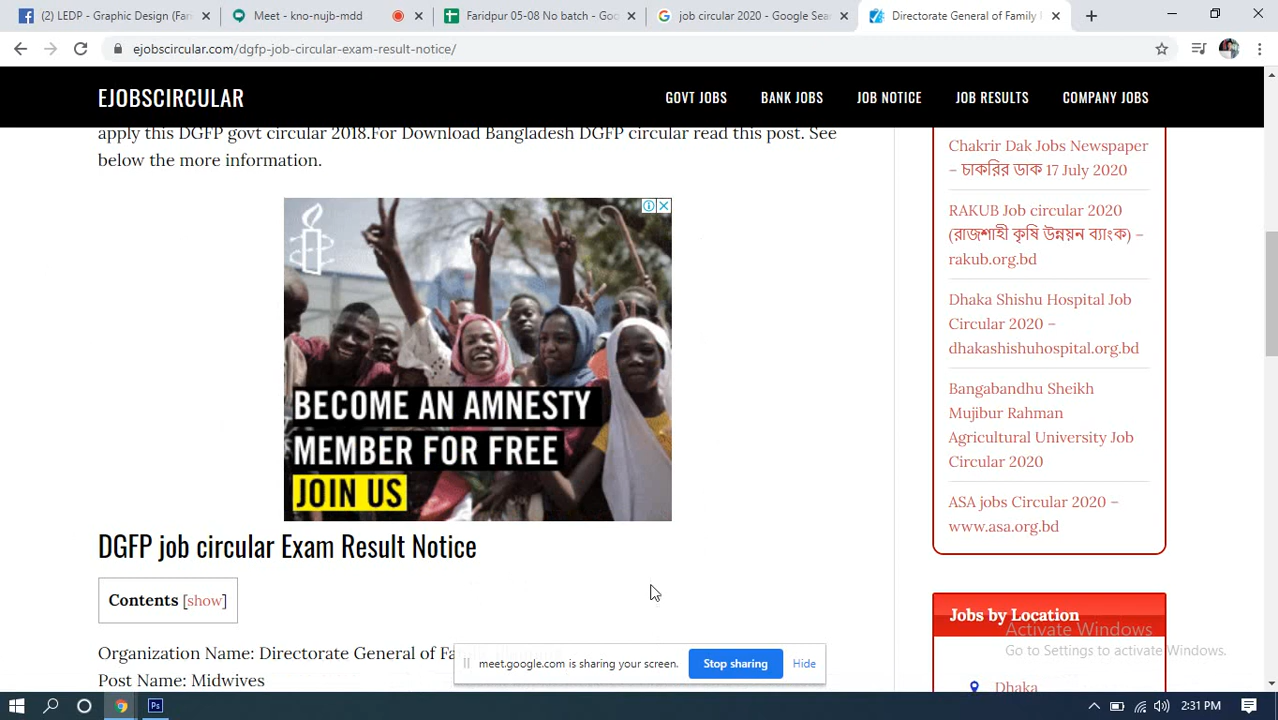 (2) LEDP - Graphic Design (Fa
Meet - kno-nujb-mdd
Faridpur 05-08 No batch - Goo
job circular 2020 - Google Sea
Directorate General of Family
ejobscircular.com/dgfp-job-circular-exam-result-notice/
EJOBSCIRCULAR
GOVT JOBS
BANK JOBS
JOB NOTICE
JOB RESULTS
COMPANY JOBS
apply this DGFP govt circular 2018.For Download Bangladesh DGFP circular read this post. See
below the more information.
BECOME AN AMNESTY
MEMBER FOR FREE
JOIN US
DGFP job circular Exam Result Notice
Contents [show]
Organization Name: Directorate General of
Post Name: Midwives
Chakrir Dak Jobs Newspaper
– চাকরির ডাক 17 July 2020
RAKUB Job circular 2020
(রাজশাহী কৃষি উন্নয়ন ব্যাংক) –
rakub.org.bd
Dhaka Shishu Hospital Job
Circular 2020 –
dhakashishuhospital.org.bd
Bangabandhu Sheikh
Mujibur Rahman
Agricultural University Job
Circular 2020
ASA jobs Circular 2020 –
www.asa.org.bd
Jobs by Location
Dhaka
Activate Windows
Go to Settings to activate Windows.
meet.google.com is sharing your screen.
Stop sharing
Hide
Ps
2:31 PM